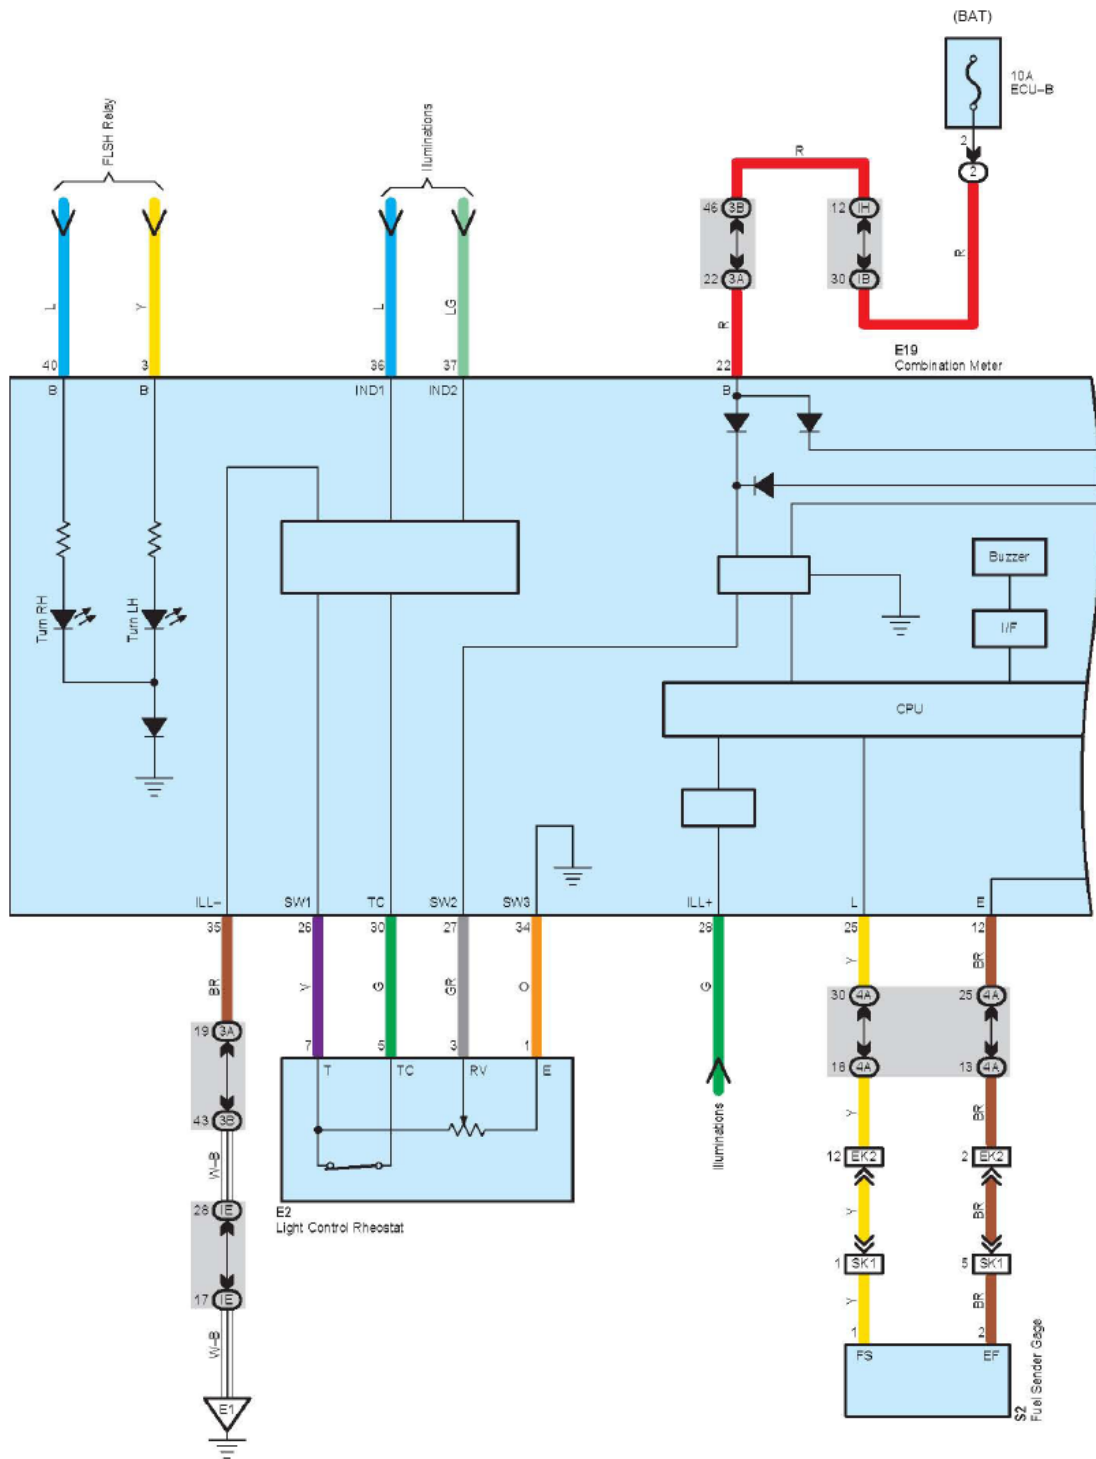 (BAT)
10A
ECU-B
2
2
FLSH Relay
Illuminations
R
46 3B
12 IH
22 3A
30 IB
R
R
L
Y
L
LG
E19
Combination Meter
40
3
36
37
22
B
B
IND1
IND2
B
Buzzer
I/F
CPU
Turn RH
Turn LH
ILL-
SW1
TC
SW2
SW3
ILL+
L
E
35
26
30
27
34
28
25
12
BR
V
G
GR
O
G
Y
BR
30 4A
25 4A
19 3A
7
5
3
1
T
TC
RV
E
18 4A
13 4A
43 3B
Illuminations
Y
BR
W-B
12 EK2
2 EK2
28 IE
E2
Light Control Rheostat
Y
BR
1 SK1
5 SK1
17 IE
Y
BR
W-B
1
2
FS
EF
S2
Fuel Sender Gage
E1